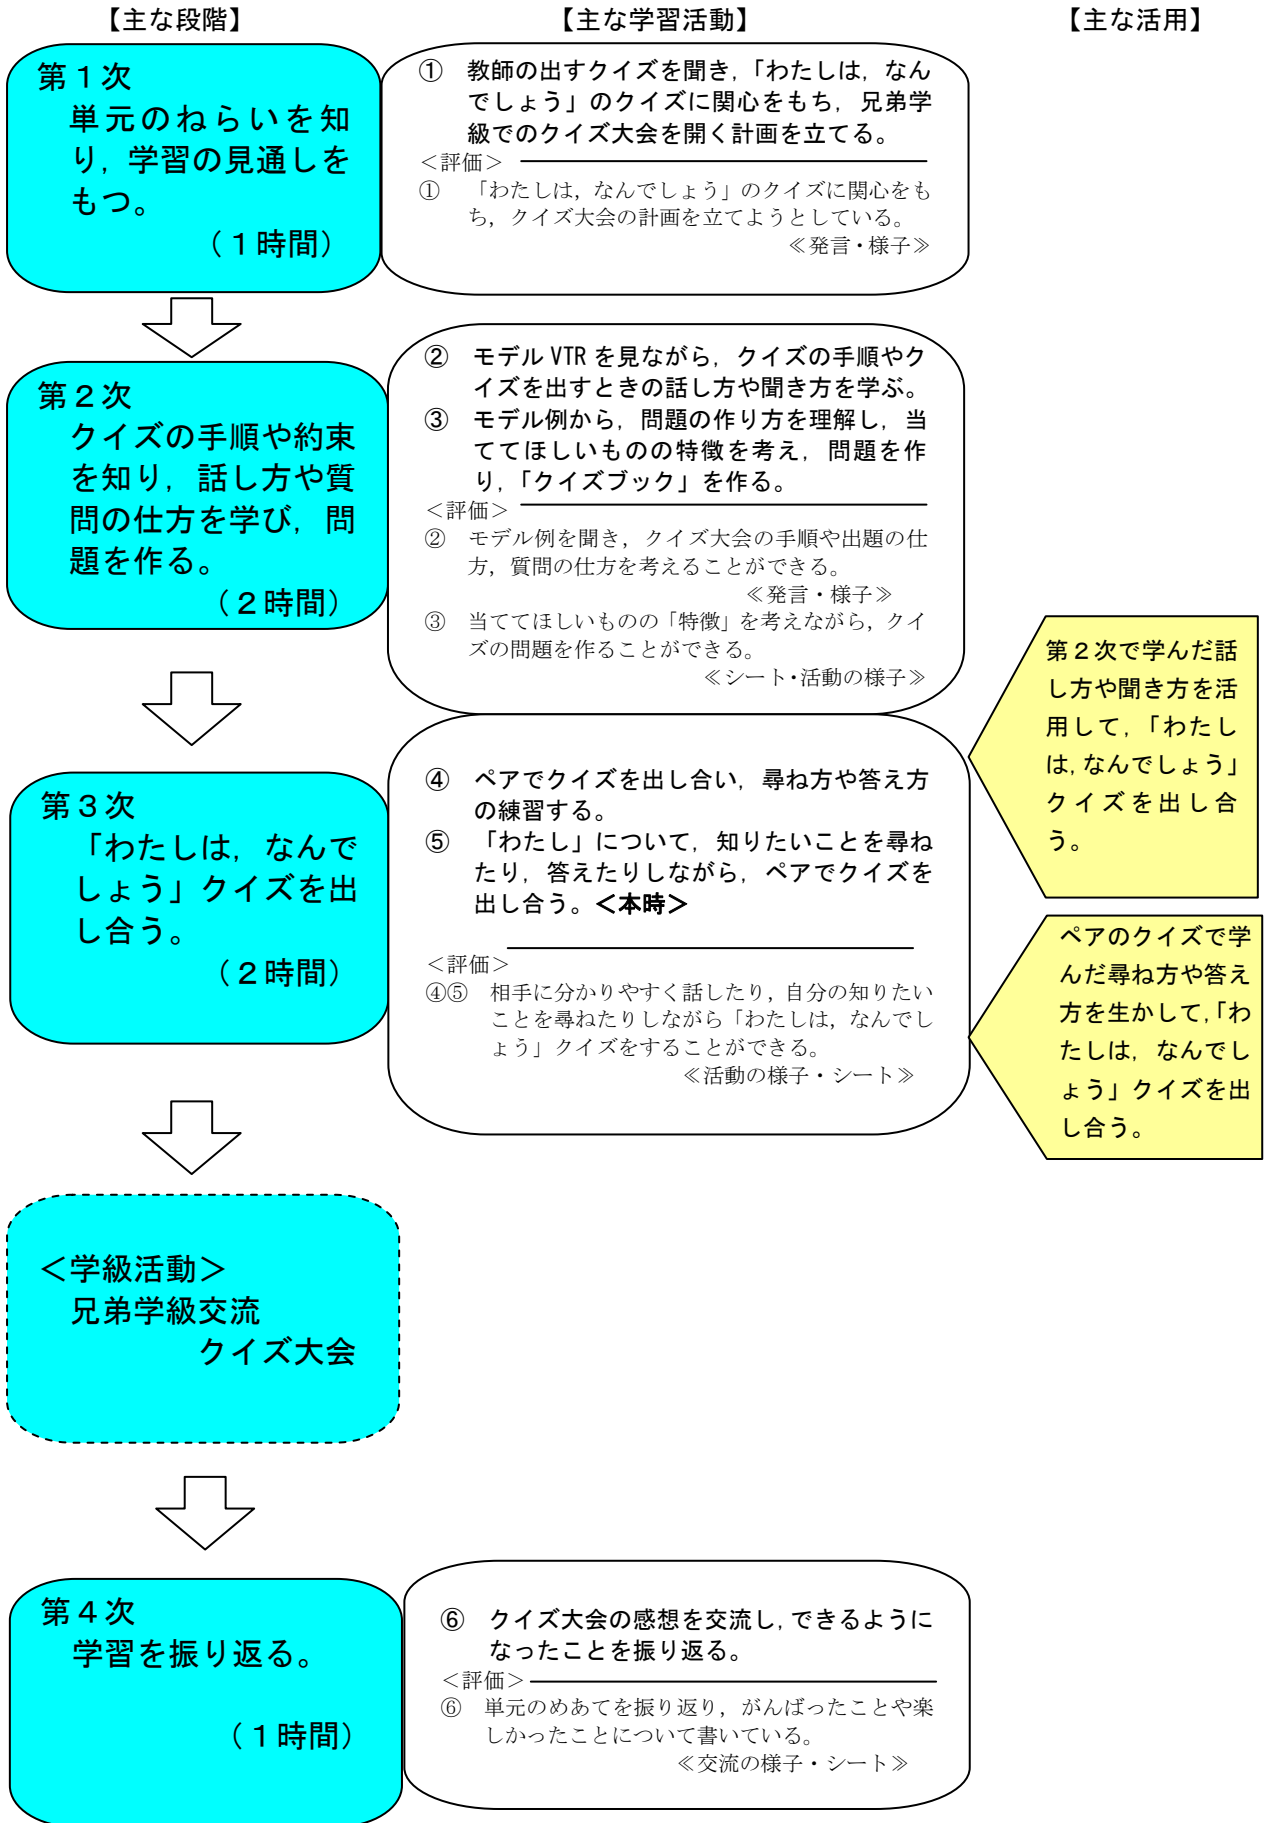 【主な段階】
【主な学習活動】
【主な活用】
第１次
単元のねらいを知
り，学習の見通しを
もつ。
（１時間）
①　教師の出すクイズを聞き，「わたしは，なん
でしょう」のクイズに関心をもち，兄弟学
級でのクイズ大会を開く計画を立てる。
＜評価＞
①　「わたしは，なんでしょう」のクイズに関心をも
ち，クイズ大会の計画を立てようとしている。
≪発言・様子≫
第２次
クイズの手順や約束
を知り，話し方や質
問の仕方を学び，問
題を作る。
（２時間）
②　モデル VTR を見ながら，クイズの手順やク
イズを出すときの話し方や聞き方を学ぶ。
③　モデル例から，問題の作り方を理解し，当
ててほしいものの特徴を考え，問題を作
り，「クイズブック」を作る。
＜評価＞
②　モデル例を聞き，クイズ大会の手順や出題の仕
方，質問の仕方を考えることができる。
≪発言・様子≫
③　当ててほしいものの「特徴」を考えながら，クイ
ズの問題を作ることができる。
≪シート・活動の様子≫
第２次で学んだ話
し方や聞き方を活
用して，「わたし
は，なんでしょう」
クイズを出し合
う。
第３次
「わたしは，なんで
しょう」クイズを出
し合う。
（２時間）
④　ペアでクイズを出し合い，尋ね方や答え方
の練習する。
⑤　「わたし」について，知りたいことを尋ね
たり，答えたりしながら，ペアでクイズを
出し合う。＜本時＞
＜評価＞
④⑤　相手に分かりやすく話したり，自分の知りたい
ことを尋ねたりしながら「わたしは，なんでし
ょう」クイズをすることができる。
≪活動の様子・シート≫
ペアのクイズで学
んだ尋ね方や答え
方を生かして，「わ
たしは，なんでし
ょう」クイズを出
し合う。
＜学級活動＞
兄弟学級交流
クイズ大会
第４次
学習を振り返る。
（１時間）
⑥　クイズ大会の感想を交流し，できるように
なったことを振り返る。
＜評価＞
⑥　単元のめあてを振り返り，がんばったことや楽
しかったことについて書いている。
≪交流の様子・シート≫